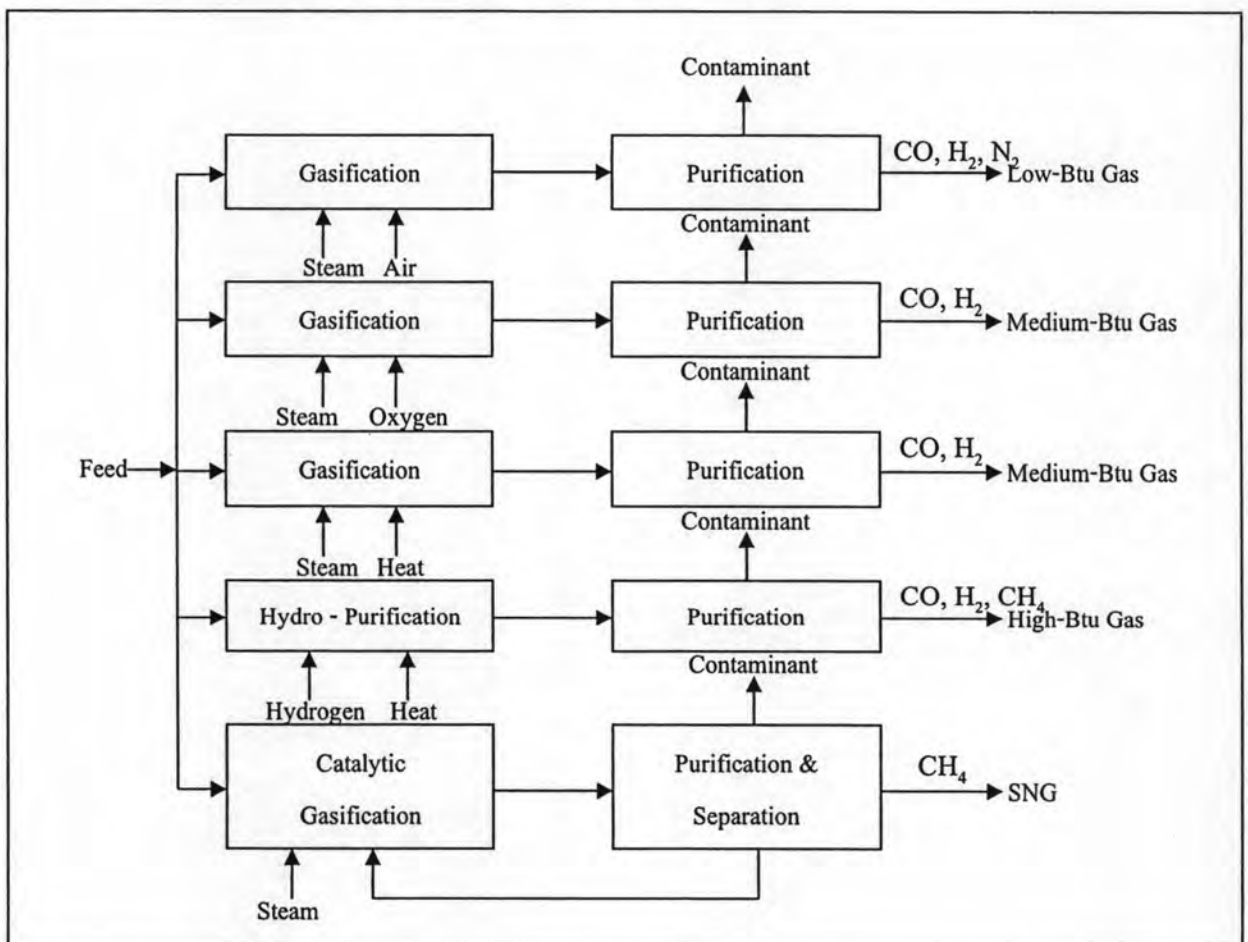 Contaminant
Gasification
Purification
CO, H₂, N₂
Low-Btu Gas
Contaminant
Steam Air
Gasification
Purification
CO, H₂
Medium-Btu Gas
Contaminant
Steam Oxygen
Feed
Gasification
Purification
CO, H₂
Medium-Btu Gas
Contaminant
Steam Heat
Hydro - Purification
Purification
CO, H₂, CH₄
High-Btu Gas
Contaminant
Hydrogen Heat
Catalytic
Gasification
Purification &
Separation
CH₄
SNG
Steam